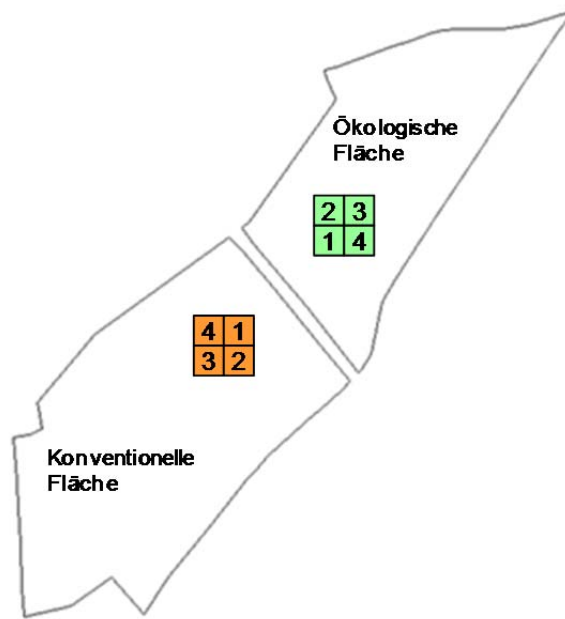 Ökologische
Fläche
2 3
1 4
4 1
3 2
Konventionelle
Fläche